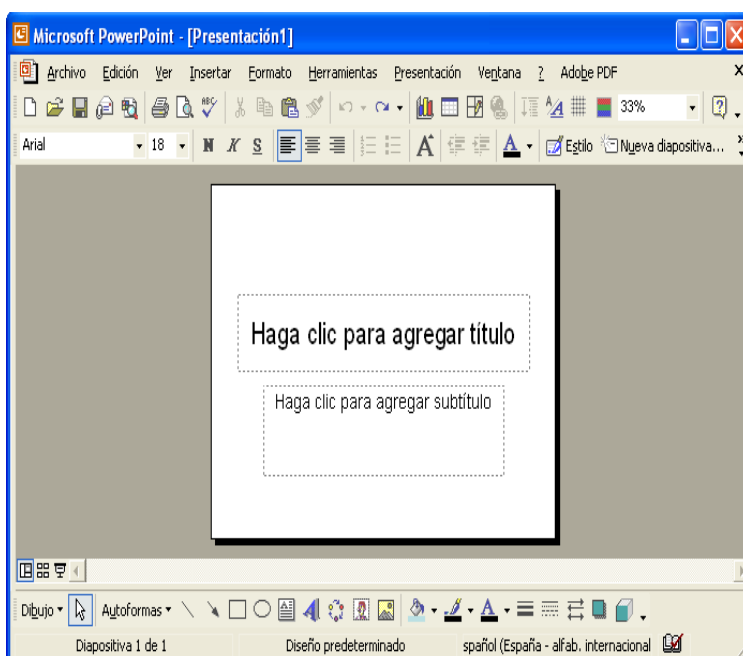 Microsoft PowerPoint - [Presentación1]
Archivo Edición Ver Insertar Formato Herramientas Presentación Ventana ? Adobe PDF
ABC 33%
Arial 18 N K S A A Estilo Nueva diapositiva...
Haga clic para agregar título
Haga clic para agregar subtítulo
Dibujo Autoformas A A
Diapositiva 1 de 1 Diseño predeterminado spañol (España - alfab. internacional